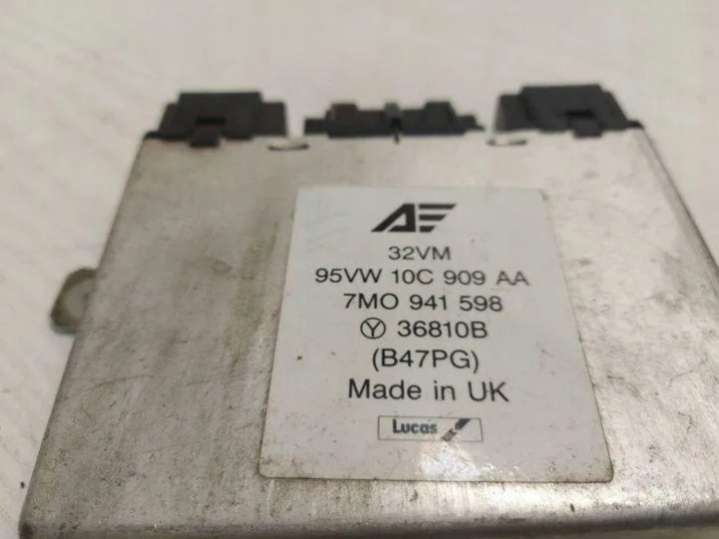 AE
32VM
95VW 10C 909 AA
7MO 941 598
Ⓨ 36810B
(B47PG)
Made in UK
Lucas